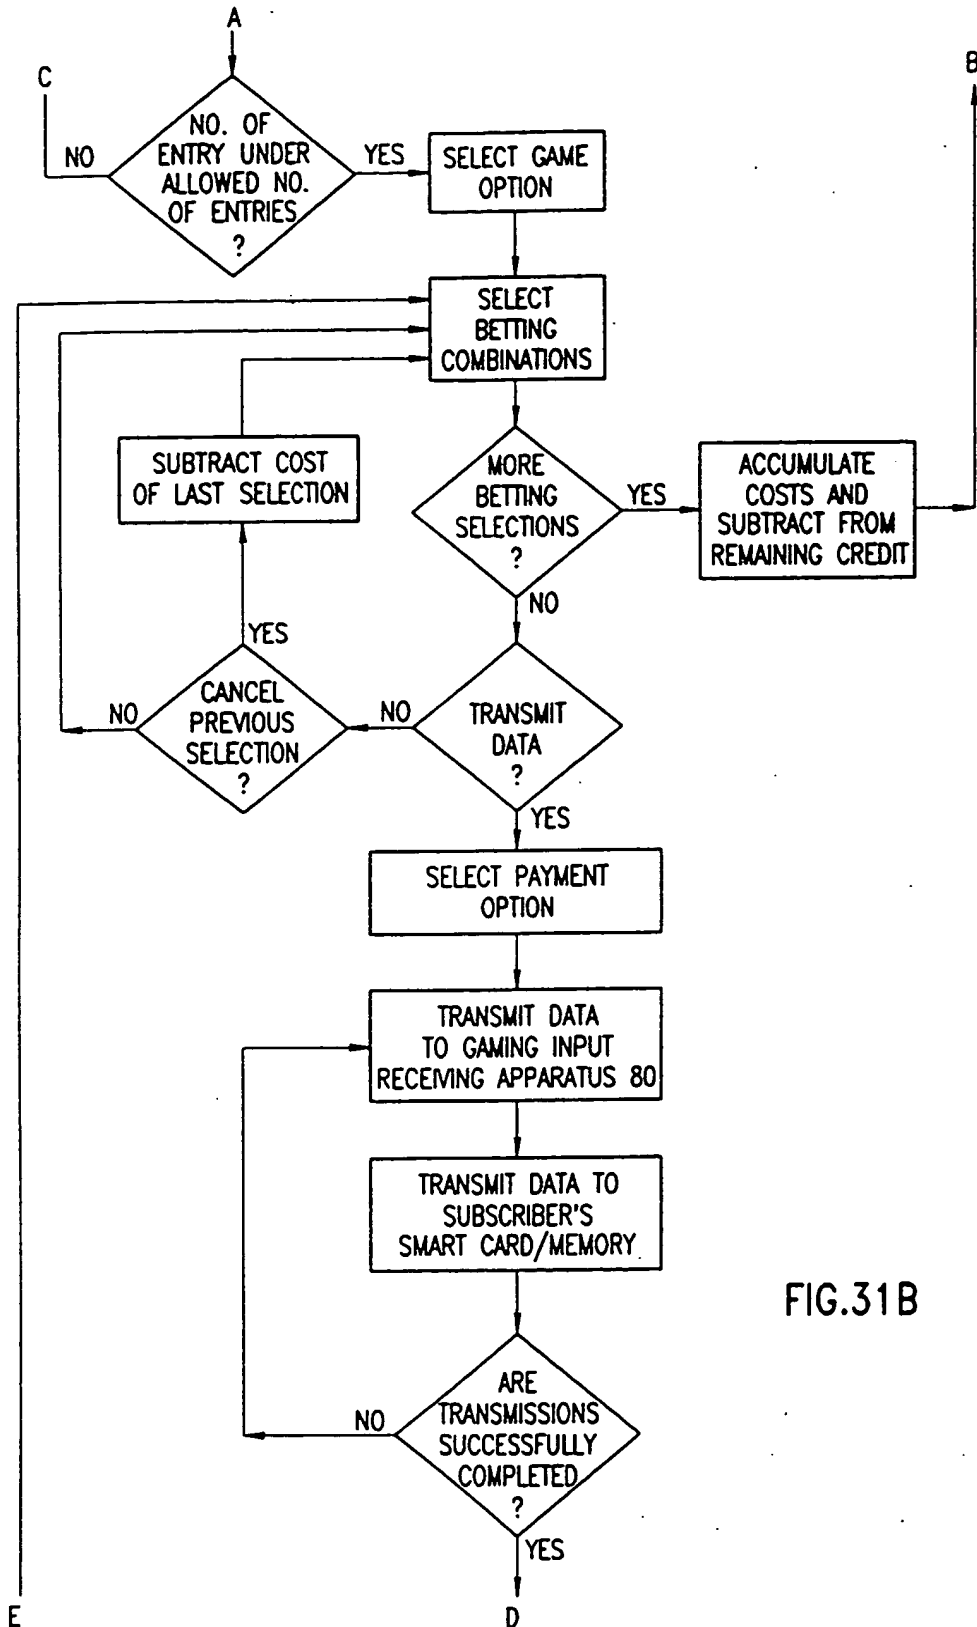 A
C
B
NO. OF
ENTRY UNDER
ALLOWED NO.
OF ENTRIES
?
NO
YES
SELECT GAME
OPTION
SELECT
BETTING
COMBINATIONS
SUBTRACT COST
OF LAST SELECTION
MORE
BETTING
SELECTIONS
?
YES
ACCUMULATE
COSTS AND
SUBTRACT FROM
REMAINING CREDIT
NO
YES
CANCEL
PREVIOUS
SELECTION
?
NO
NO
TRANSMIT
DATA
?
YES
SELECT PAYMENT
OPTION
TRANSMIT DATA
TO GAMING INPUT
RECEIVING APPARATUS 80
TRANSMIT DATA TO
SUBSCRIBER'S
SMART CARD/MEMORY
FIG.31B
ARE
TRANSMISSIONS
SUCCESSFULLY
COMPLETED
?
NO
YES
E
D